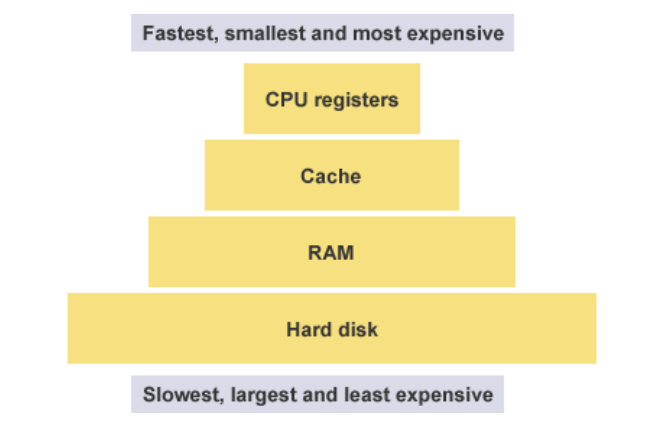 Fastest, smallest and most expensive
CPU registers
Cache
RAM
Hard disk
Slowest, largest and least expensive